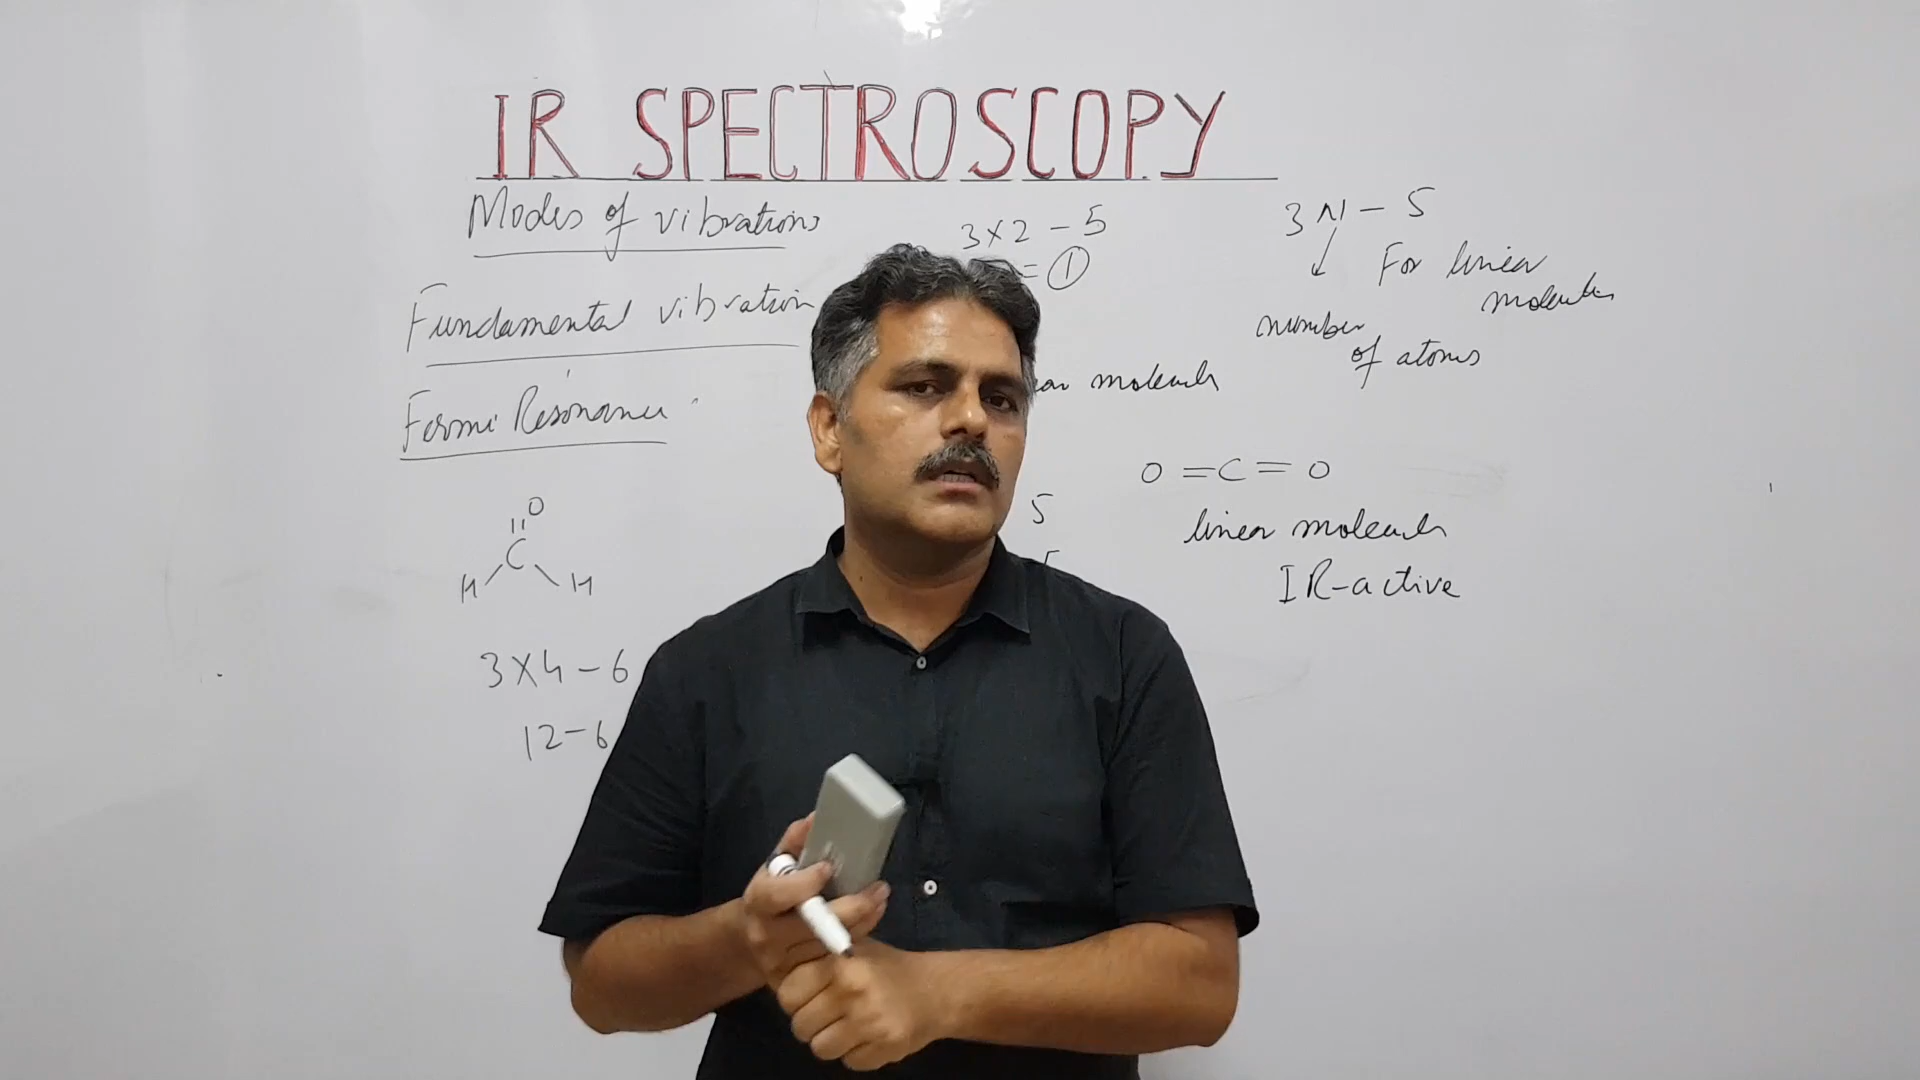 IR SPECTROSCOPY
Modes of vibrations
3×2 - 5
= 1
3N - 5
For linear
molecules
number
of atoms
Fundamental vibration
molecule
Fermi Resonance
O
C
H H
3×4 - 6
12 - 6
5
O = C = O
linear molecule
IR-active